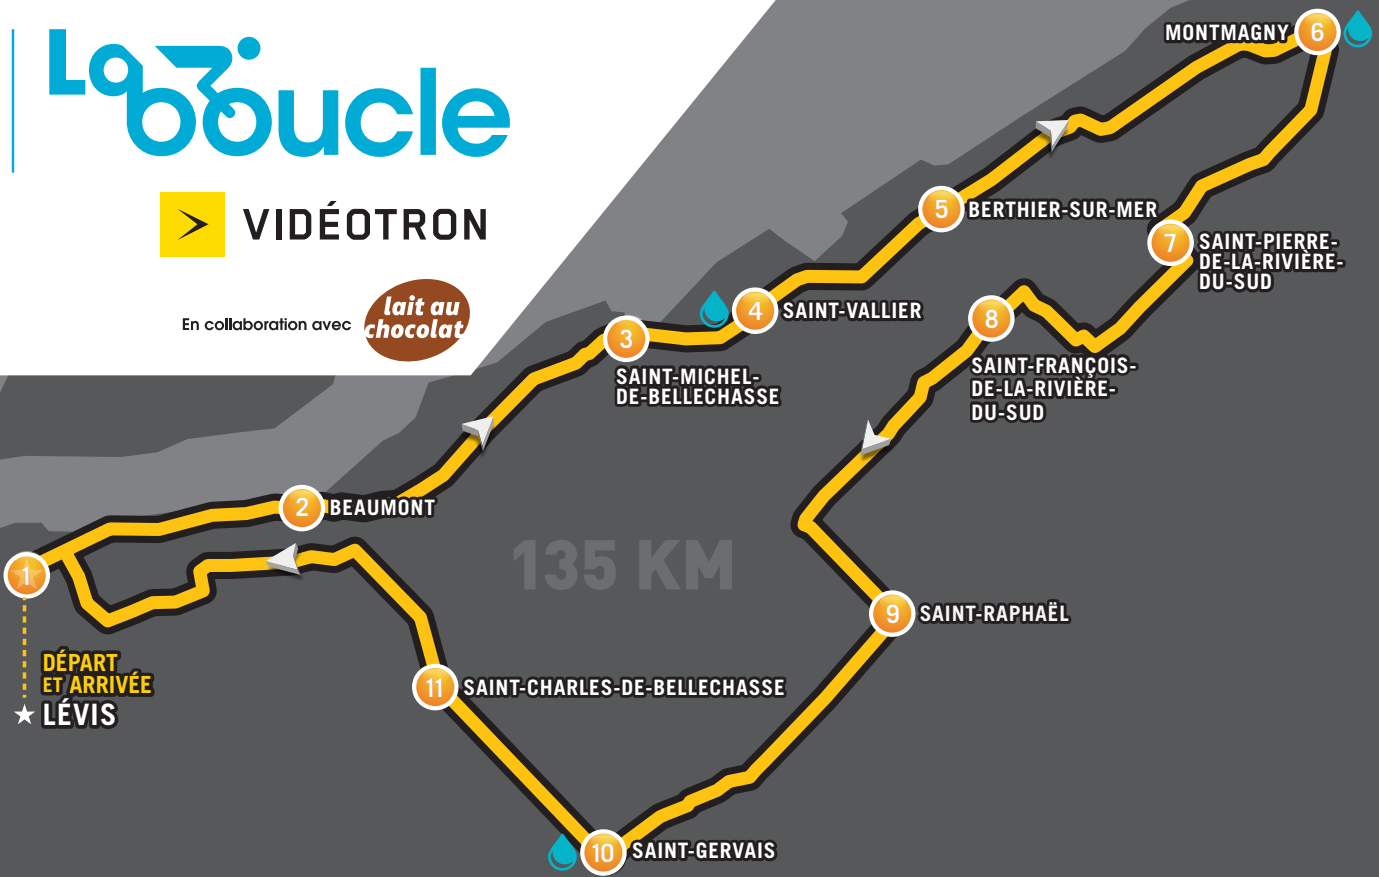 La boucle
VIDÉOTRON
En collaboration avec
lait au
chocolat
MONTMAGNY 6
5 BERTHIER-SUR-MER
7 SAINT-PIERRE-
DE-LA-RIVIÈRE-
DU-SUD
4 SAINT-VALLIER
8
SAINT-FRANÇOIS-
DE-LA-RIVIÈRE-
DU-SUD
3
SAINT-MICHEL-
DE-BELLECHASSE
2 BEAUMONT
135 KM
1
DÉPART
ET ARRIVÉE
LÉVIS
9 SAINT-RAPHAËL
11 SAINT-CHARLES-DE-BELLECHASSE
10 SAINT-GERVAIS